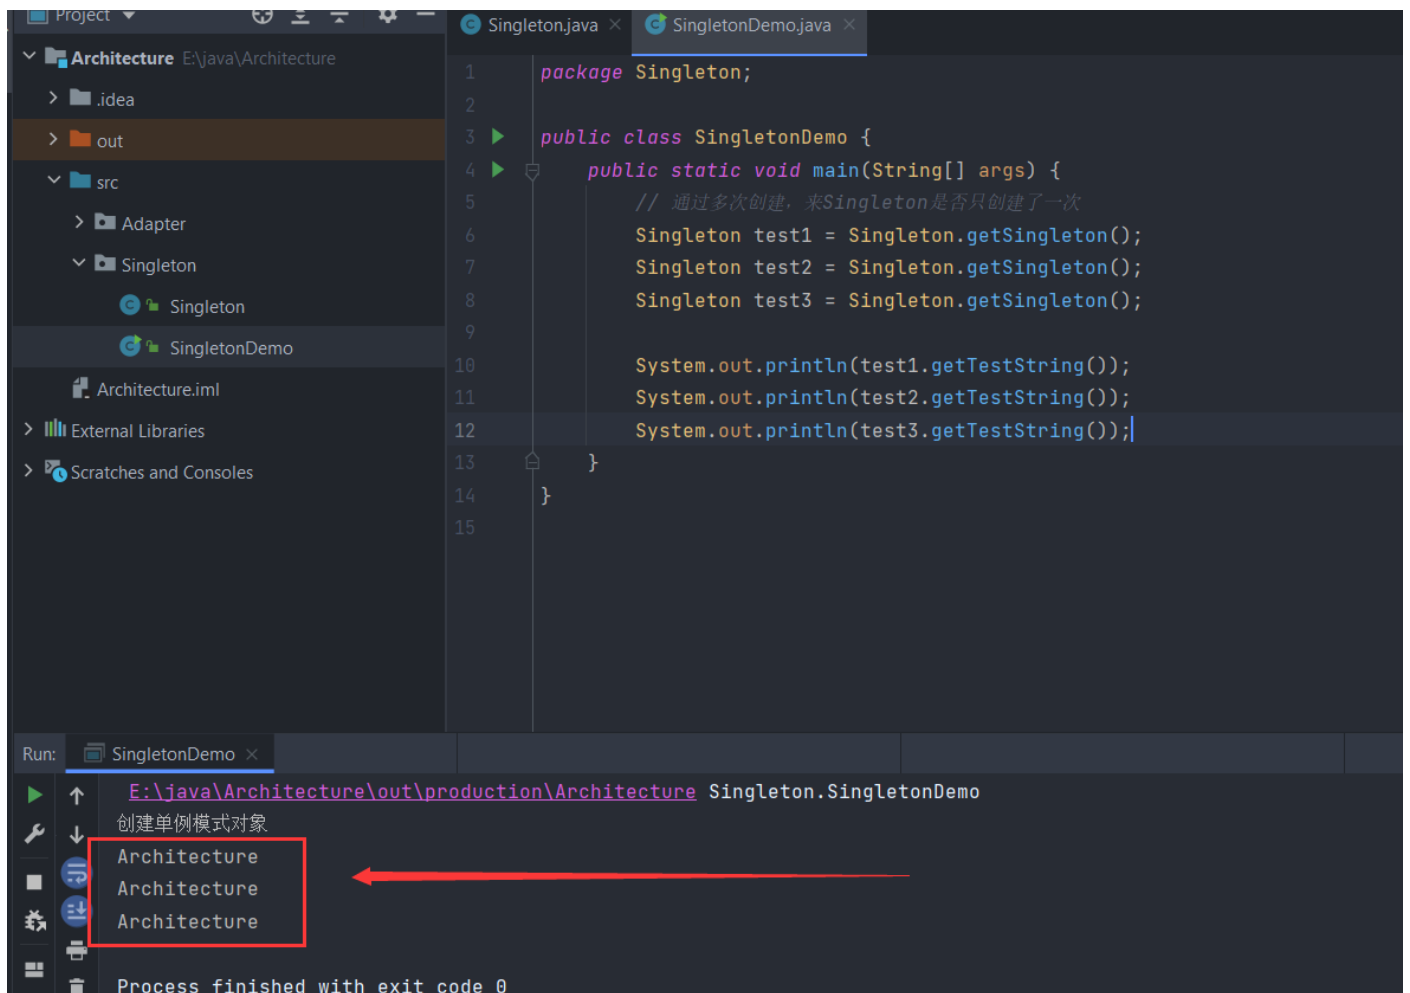 Project
Architecture E:\java\Architecture
.idea
out
src
Adapter
Singleton
Singleton
SingletonDemo
Architecture.iml
External Libraries
Scratches and Consoles
Singleton.java
SingletonDemo.java
1 package Singleton;
2
3 public class SingletonDemo {
4 public static void main(String[] args) {
5 // 通过多次创建，来Singleton是否只创建了一次
6 Singleton test1 = Singleton.getSingleton();
7 Singleton test2 = Singleton.getSingleton();
8 Singleton test3 = Singleton.getSingleton();
9
10 System.out.println(test1.getTestString());
11 System.out.println(test2.getTestString());
12 System.out.println(test3.getTestString());
13 }
14 }
15
Run: SingletonDemo
E:\java\Architecture\out\production\Architecture Singleton.SingletonDemo
创建单例模式对象
Architecture
Architecture
Architecture
Process finished with exit code 0